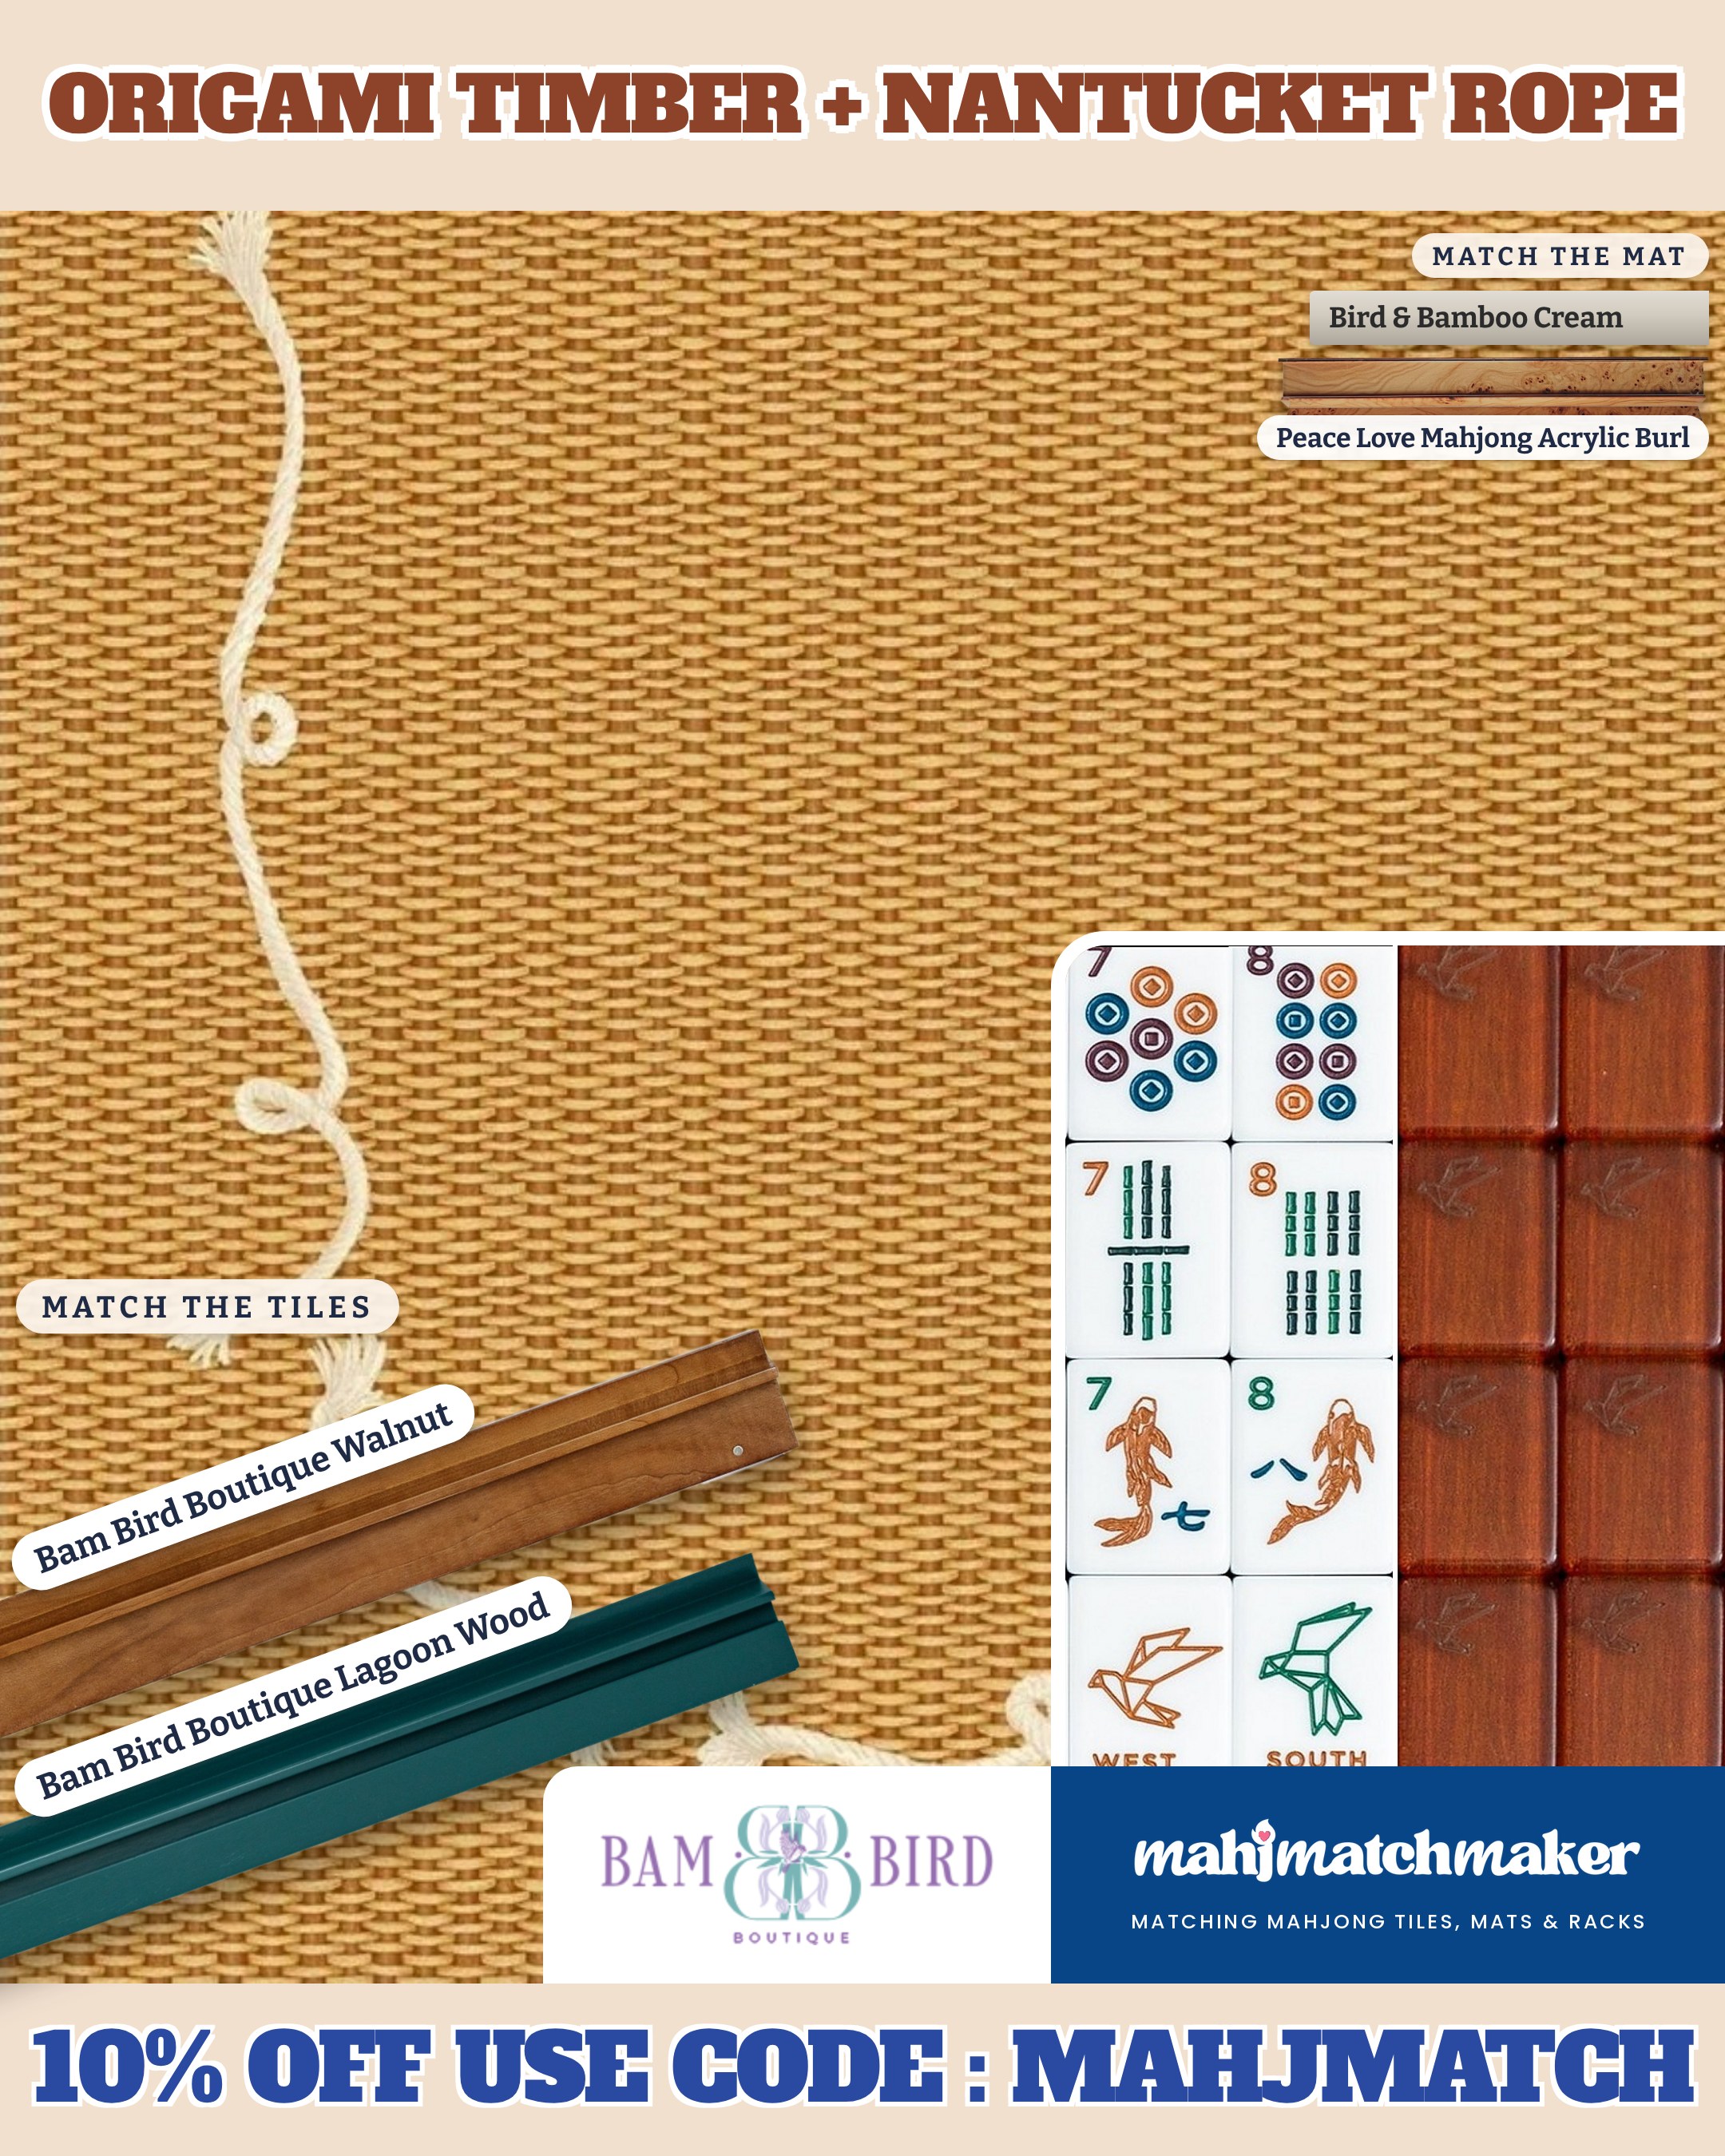 ORIGAMI TIMBER + NANTUCKET ROPE
MATCH THE MAT
Bird & Bamboo Cream
Peace Love Mahjong Acrylic Burl
7 8
7 8
7 8
七 八
WEST SOUTH
MATCH THE TILES
Bam Bird Boutique Walnut
Bam Bird Boutique Lagoon Wood
BAM BIRD
BOUTIQUE
mahjmatchmaker
MATCHING MAHJONG TILES, MATS & RACKS
10% OFF USE CODE : MAHJMATCH